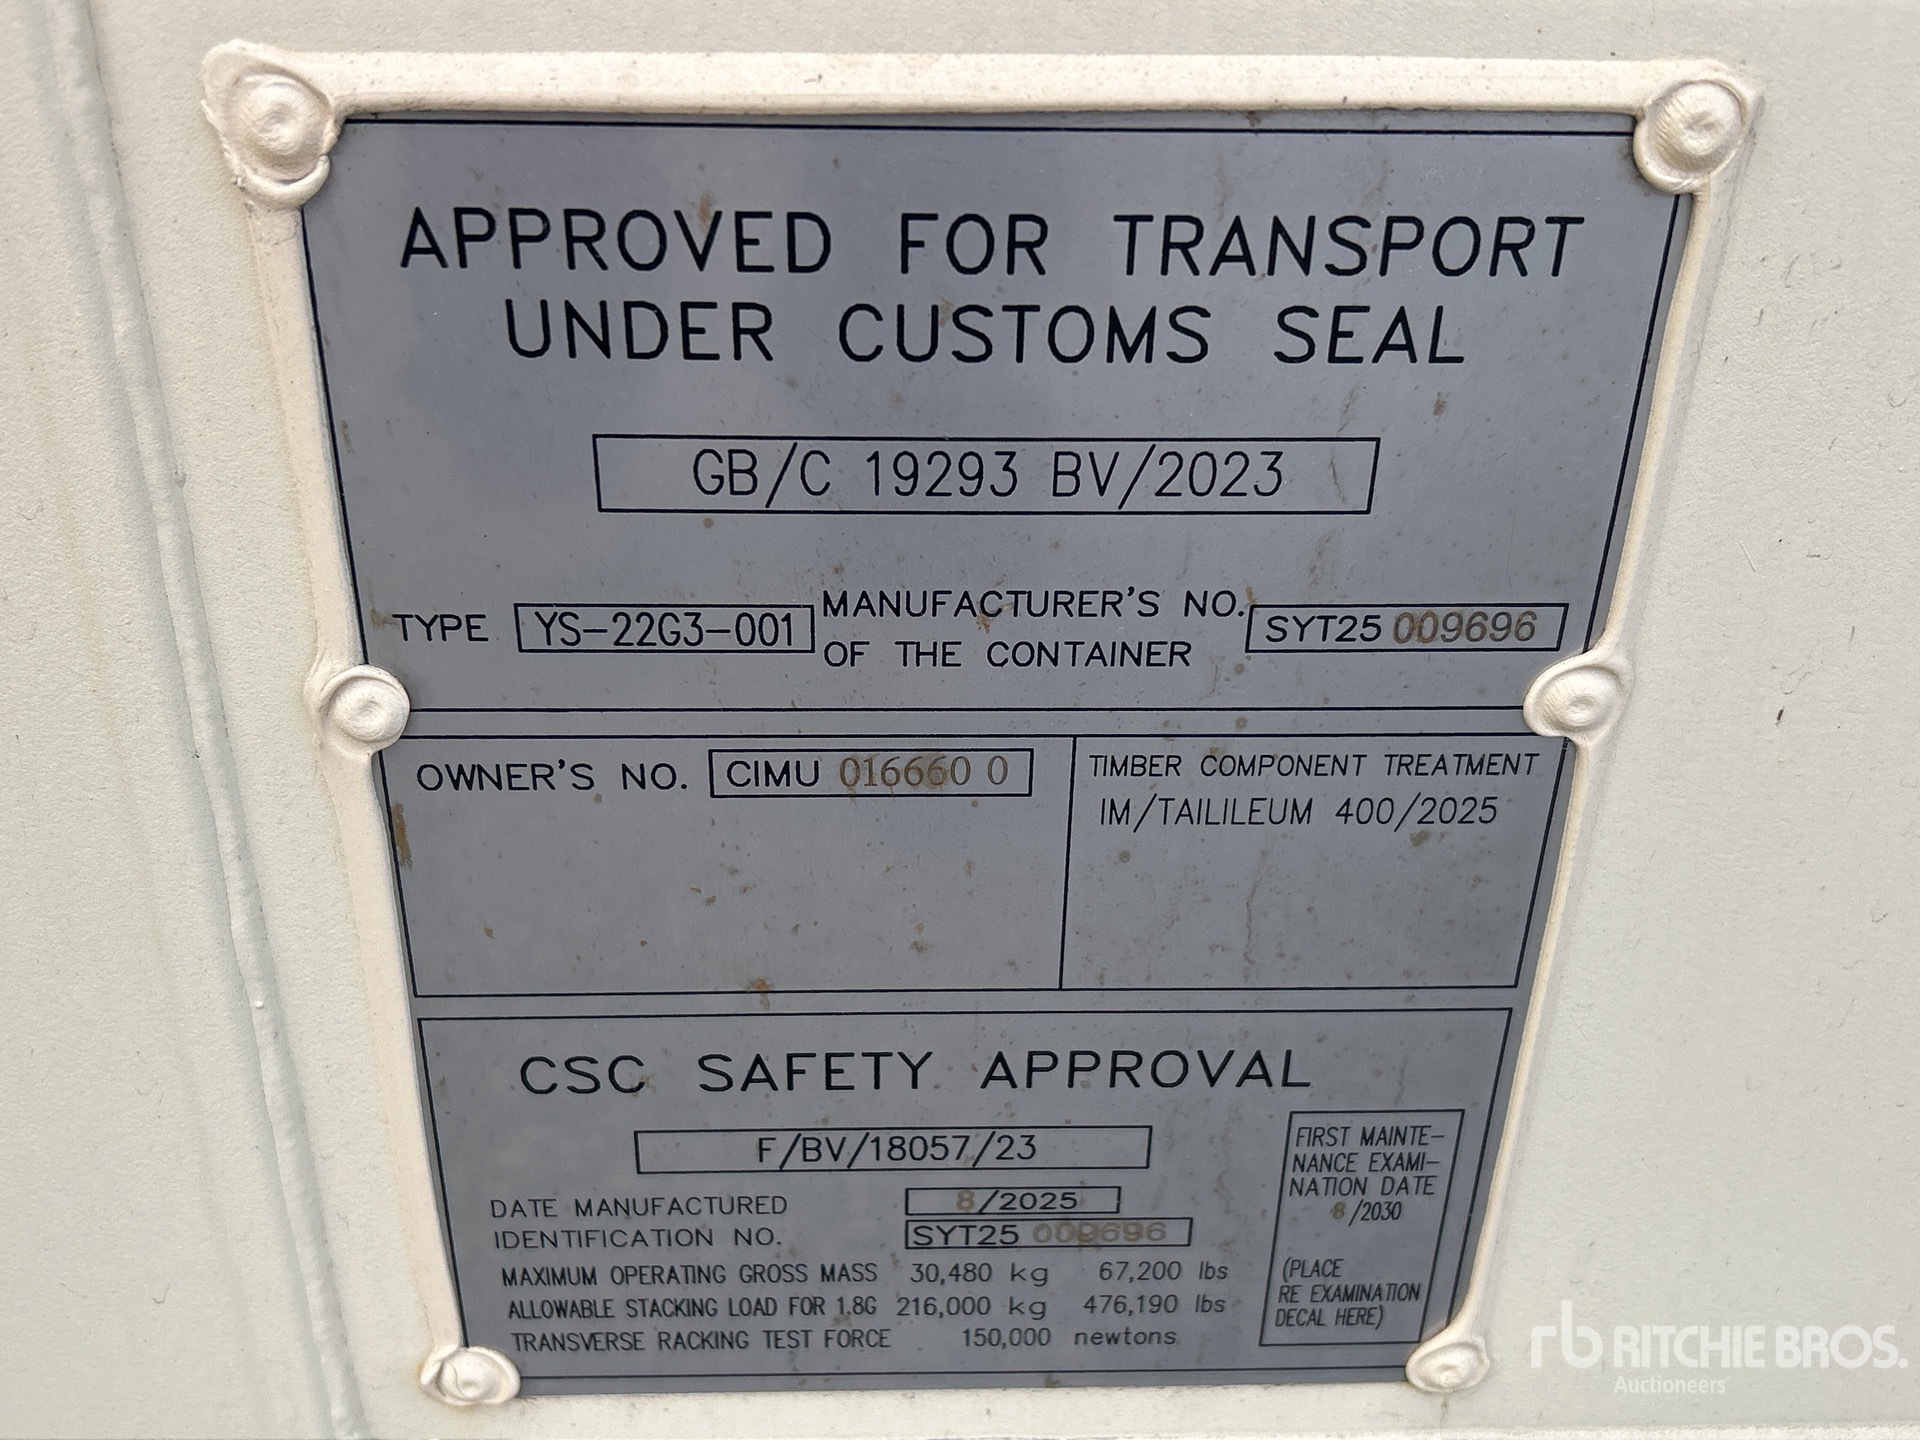 APPROVED FOR TRANSPORT
UNDER CUSTOMS SEAL
GB/C 19293 BV/2023
TYPE YS-22G3-001 MANUFACTURER'S NO. OF THE CONTAINER SYT25 009696
OWNER'S NO. CIMU 016660 0
TIMBER COMPONENT TREATMENT
IM/TAILILEUM 400/2025
CSC SAFETY APPROVAL
F/BV/18057/23
DATE MANUFACTURED 8/2025
IDENTIFICATION NO. SYT25 009696
MAXIMUM OPERATING GROSS MASS 30,480 kg 67,200 lbs
ALLOWABLE STACKING LOAD FOR 1.8G 216,000 kg 476,190 lbs
TRANSVERSE RACKING TEST FORCE 150,000 newtons
FIRST MAINTE-
NANCE EXAMI-
NATION DATE
8/2030
(PLACE
RE EXAMINATION
DECAL HERE)
rb RITCHIE BROS.
Auctioneers